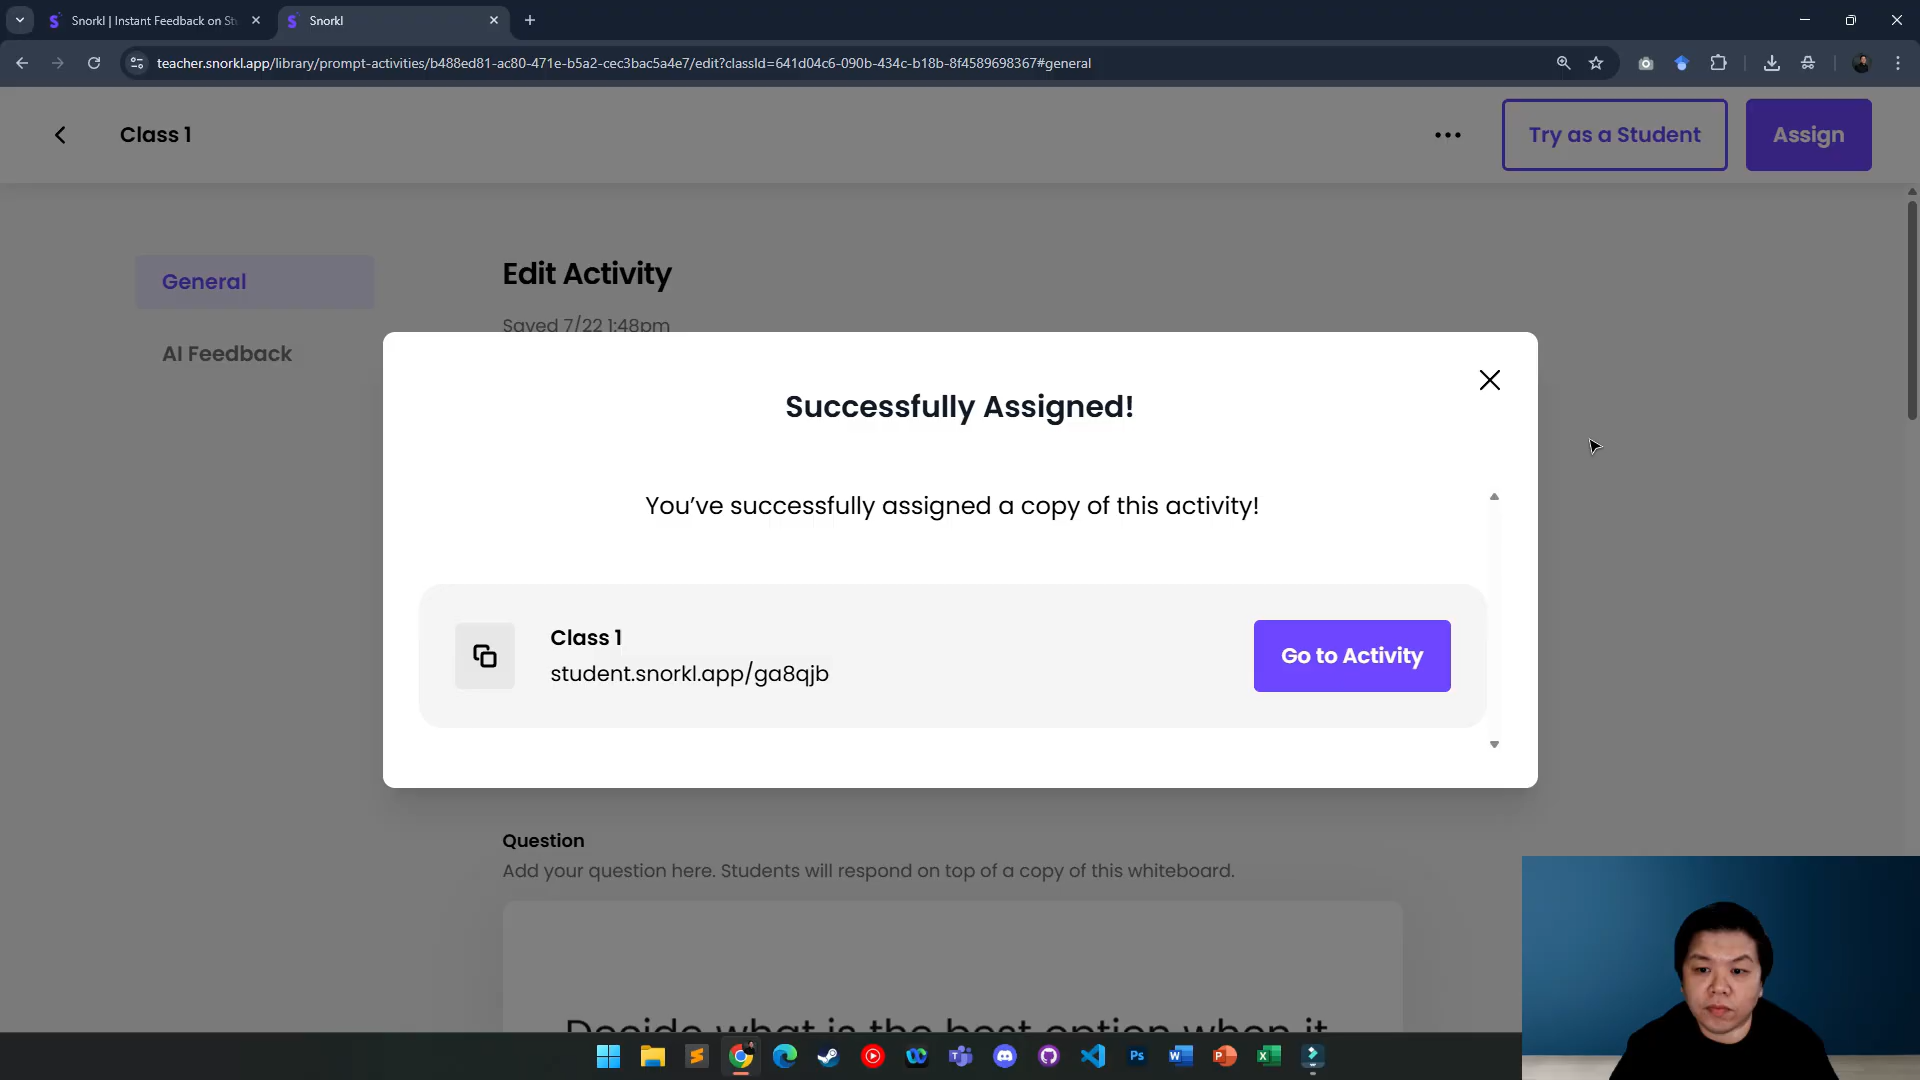 Snorkl | Instant Feedback on St
Snorkl
teacher.snorkl.app/library/prompt-activities/b488ed81-ac80-471e-b5a2-cec3bac5a4e7/edit?classId=641d04c6-090b-434c-b18b-8f4589698367#general
Class 1
Try as a Student
Assign
General
Edit Activity
Saved 7/22 1:48pm
AI Feedback
Successfully Assigned!
You’ve successfully assigned a copy of this activity!
Class 1
student.snorkl.app/ga8qjb
Go to Activity
Question
Add your question here. Students will respond on top of a copy of this whiteboard.
Decide what is the best option when it